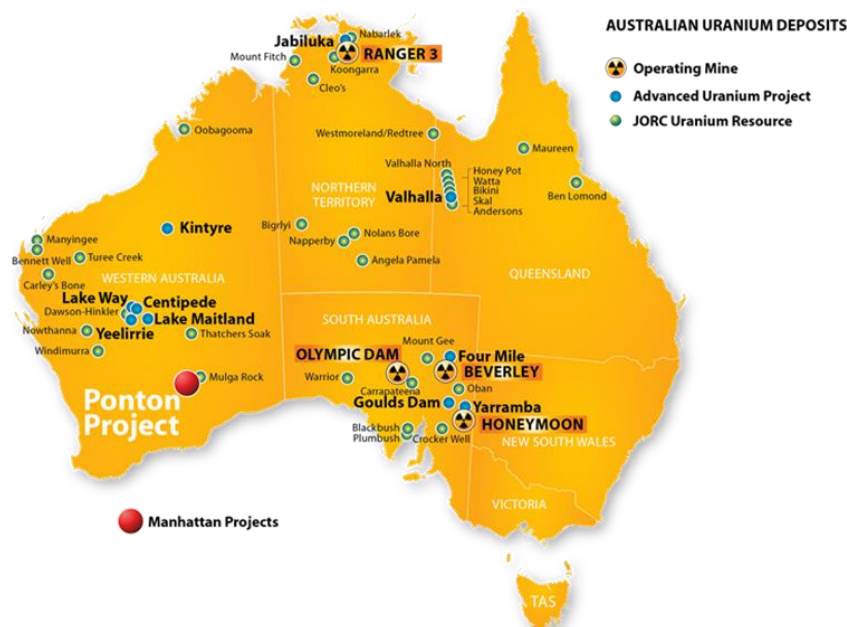 AUSTRALIAN URANIUM DEPOSITS
Operating Mine
Advanced Uranium Project
JORC Uranium Resource
Nabarlek
Jabiluka
RANGER 3
Mount Fitch
Koongarra
Cleo's
Oobagooma
Westmoreland/Redtree
Maureen
Valhalla North
Honey Pot
Watta
Bikini
Skal
Andersons
Valhalla
Ben Lomond
NORTHERN
TERRITORY
Kintyre
Bigrlyi
Nolans Bore
Napperby
Angela Pamela
Manyingee
Bennett Well
Turee Creek
Carley's Bone
WESTERN AUSTRALIA
QUEENSLAND
Lake Way
Centipede
Dawson-Hinkler
Lake Maitland
Nowthanna
Yeelirrie
Thatchers Soak
Windimurra
SOUTH AUSTRALIA
Mount Gee
OLYMPIC DAM
Four Mile
BEVERLEY
Warrior
Carrapateena
Oban
Mulga Rock
Ponton
Project
Goulds Dam
Yarramba
HONEYMOON
Blackbush
Plumbush
Crocker Well
NEW SOUTH WALES
VICTORIA
Manhattan Projects
TAS